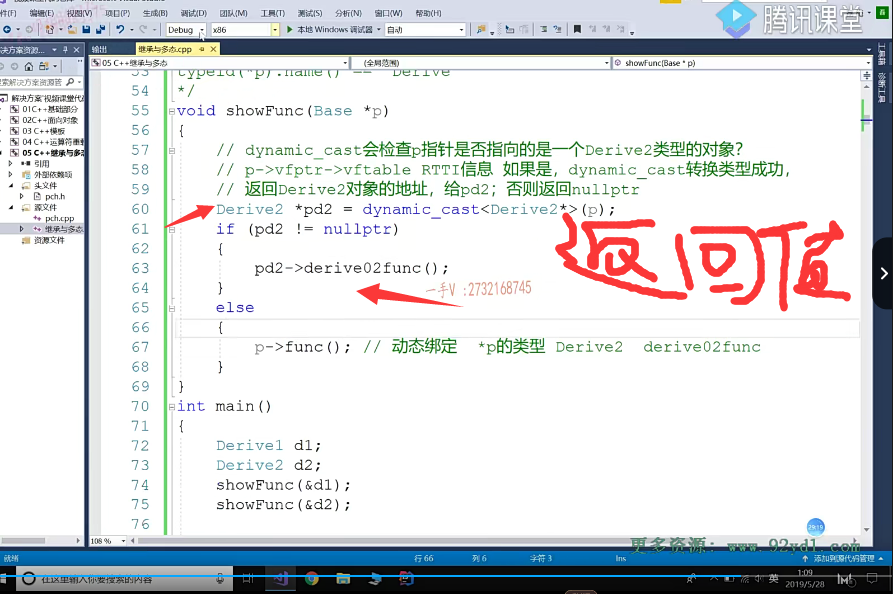 文件(F) 编辑(E) 视图(V) 项目(P) 生成(B) 调试(D) 团队(M) 工具(T) 测试(S) 分析(N) 窗口(W) 帮助(H)
腾讯课堂
Debug x86 本地 Windows 调试器 自动
输出 继承与多态.cpp
05 C++继承与多态 (全局范围) showFunc(Base * p)
解决方案"视频课堂代
01C++基础部分
02C++面向对象
03 C++模板
04 C++运算符重载
05 C++继承与多态
引用
外部依赖项
头文件
pch.h
源文件
pch.cpp
继承与多态
资源文件
53 typeid(*p).name() == "Derive
54 */
55 void showFunc(Base *p)
56 {
57 // dynamic_cast会检查p指针是否指向的是一个Derive2类型的对象？
58 // p->vfptr->vftable RTTI信息 如果是，dynamic_cast转换类型成功，
59 // 返回Derive2对象的地址，给pd2；否则返回nullptr
60 Derive2 *pd2 = dynamic_cast<Derive2*>(p);
61 if (pd2 != nullptr)
62 {
63 pd2->derive02func();
64 }
65 else
66 {
67 p->func(); // 动态绑定 *p的类型 Derive2 derive02func
68 }
69 }
70 int main()
71 {
72 Derive1 d1;
73 Derive2 d2;
74 showFunc(&d1);
75 showFunc(&d2);
76
返回值
一手V :2732168745
29:19
更多资源: www.92yd1.com
108 %
就绪 行 66 列 6 字符 3 Ins 添加到源代码管理
在这里输入你要搜索的内容
英 1:09
2019/5/28